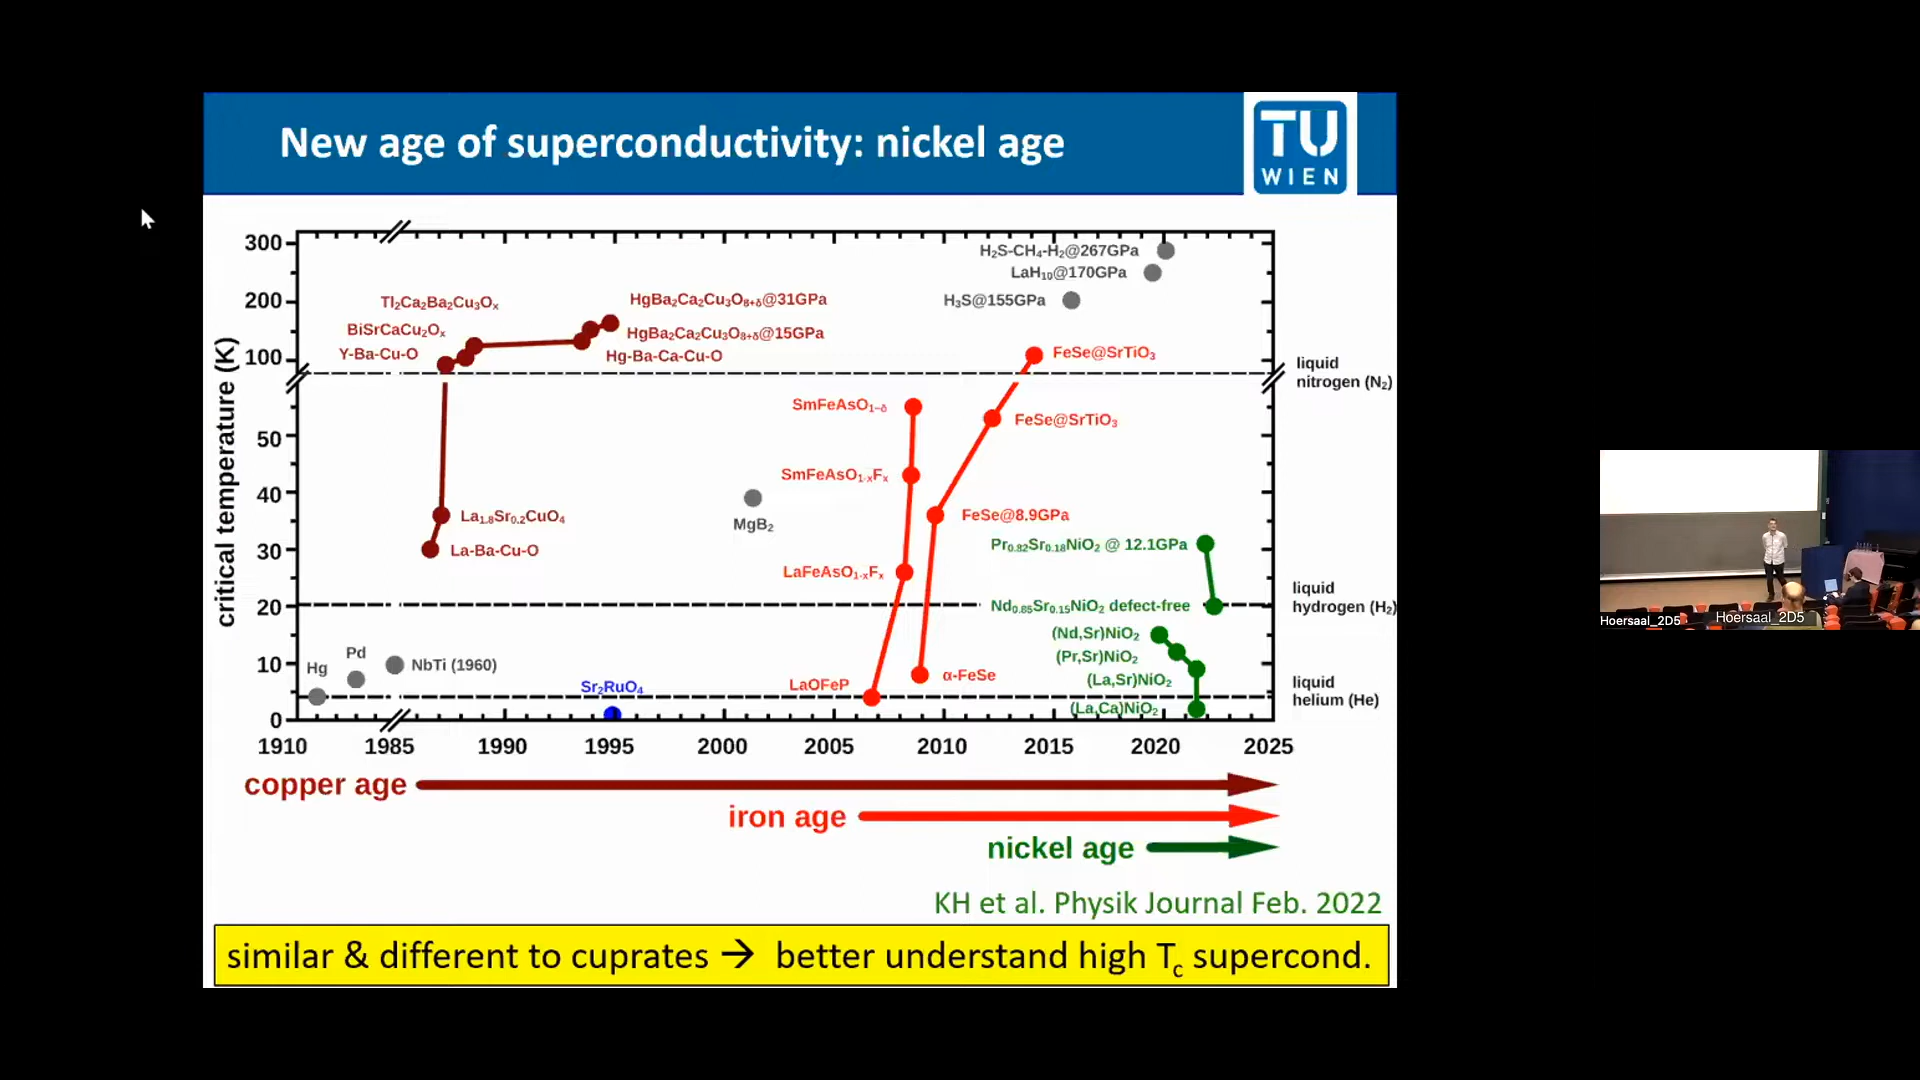 New age of superconductivity: nickel age
TU
WIEN
critical temperature (K)
300
200
100
50
40
30
20
10
0
Tl₂Ca₂Ba₂Cu₃Oₓ
BiSrCaCu₂Oₓ
Y-Ba-Cu-O
HgBa₂Ca₂Cu₃O₈₊δ@31GPa
HgBa₂Ca₂Cu₃O₈₊δ@15GPa
Hg-Ba-Ca-Cu-O
H₂S-CH₄-H₂@267GPa
LaH₁₀@170GPa
H₃S@155GPa
FeSe@SrTiO₃
liquid
nitrogen (N₂)
SmFeAsO₁₋δ
FeSe@SrTiO₃
SmFeAsO₁₋ₓFₓ
MgB₂
La₁.₈Sr₀.₂CuO₄
La-Ba-Cu-O
FeSe@8.9GPa
Pr₀.₈₂Sr₀.₁₈NiO₂ @ 12.1GPa
LaFeAsO₁₋ₓFₓ
liquid
hydrogen (H₂)
Nd₀.₈₅Sr₀.₁₅NiO₂ defect-free
(Nd,Sr)NiO₂
(Pr,Sr)NiO₂
(La,Sr)NiO₂
(La,Ca)NiO₂
Hg
Pd
NbTi (1960)
Sr₂RuO₄
LaOFeP
α-FeSe
liquid
helium (He)
1910 1985 1990 1995 2000 2005 2010 2015 2020 2025
copper age
iron age
nickel age
KH et al. Physik Journal Feb. 2022
similar & different to cuprates → better understand high T꜀ supercond.
Hoersaal_2D5
Hoersaal_2D5